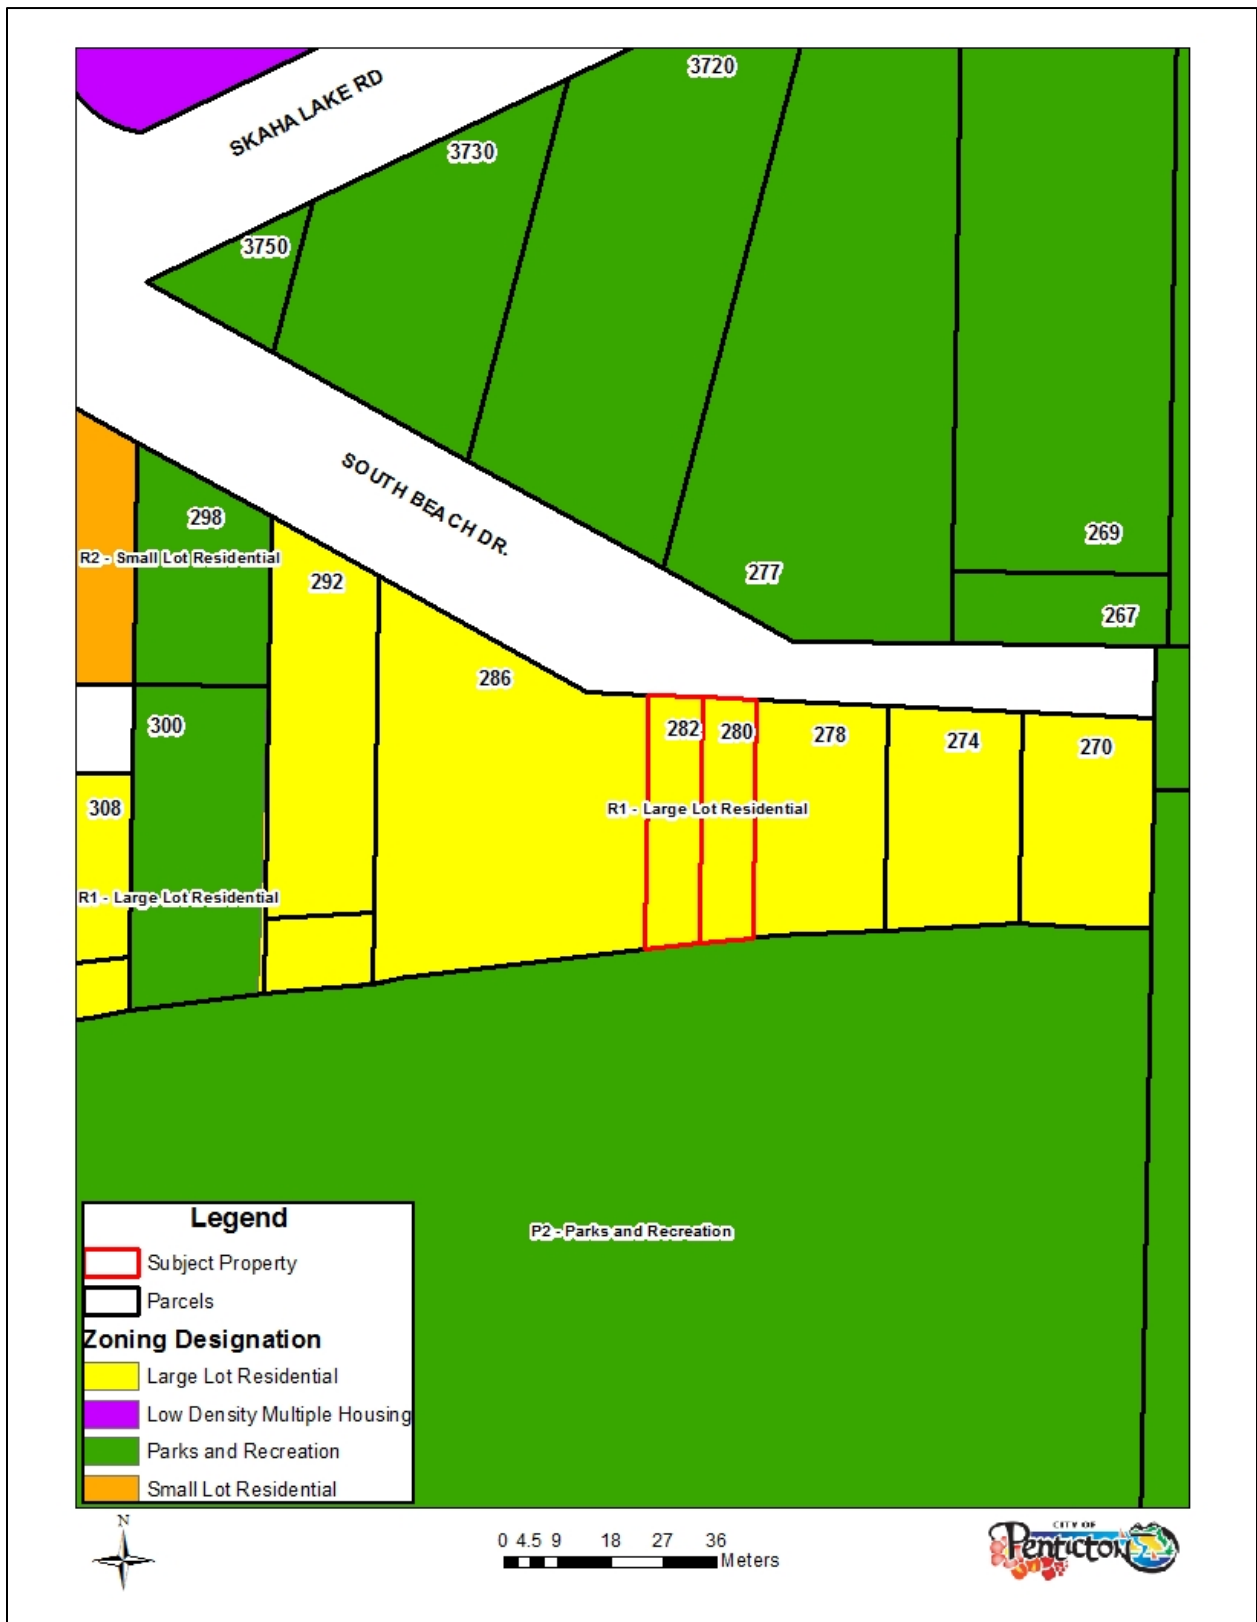 3720
SKAHA LAKE RD
3730
3750
SOUTH BEACH DR.
298
269
R2 - Small Lot Residential
277
292
267
286
300
282
280
278
274
270
308
R1 - Large Lot Residential
R1 - Large Lot Residential
P2 - Parks and Recreation
Legend
Subject Property
Parcels
Zoning Designation
Large Lot Residential
Low Density Multiple Housing
Parks and Recreation
Small Lot Residential
N
0 4.5 9 18 27 36
Meters
CITY OF
Penticton